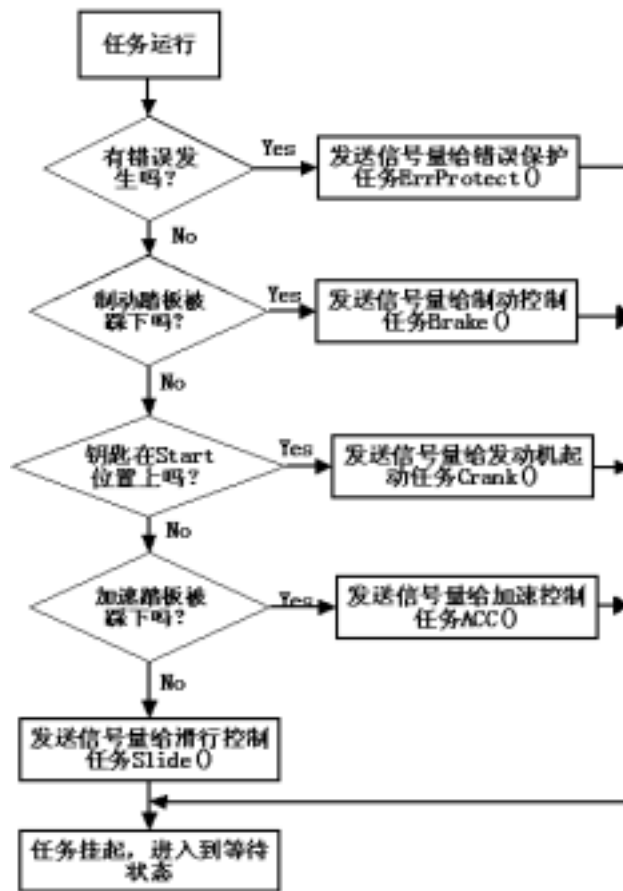 任务运行
有错误发
生吗?
Yes
发送信号量给错误保护
任务ErrProtect()
No
制动踏板被
踩下吗?
Yes
发送信号量给制动控制
任务Brake()
No
钥匙在Start
位置上吗?
Yes
发送信号量给发动机起
动任务Crank()
No
加速踏板被
踩下吗?
Yes
发送信号量给加速控制
任务ACC()
No
发送信号量给滑行控制
任务Slide()
任务挂起，进入到等待
状态